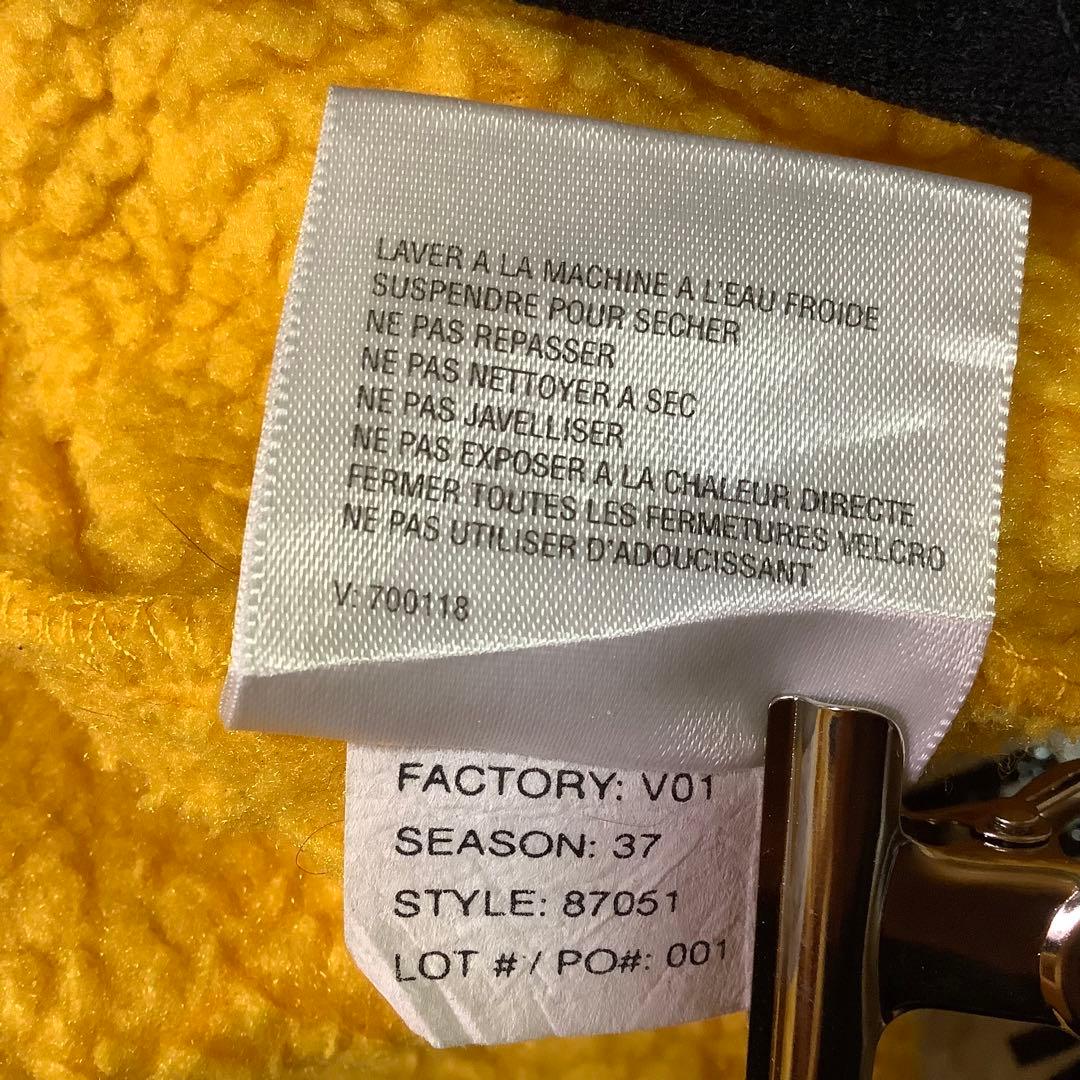 LAVER A LA MACHINE A L'EAU FROIDE
SUSPENDRE POUR SECHER
NE PAS REPASSER
NE PAS NETTOYER A SEC
NE PAS JAVELLISER
NE PAS EXPOSER A LA CHALEUR DIRECTE
FERMER TOUTES LES FERMETURES VELCRO
NE PAS UTILISER D'ADOUCISSANT
V: 700118
FACTORY: V01
SEASON: 37
STYLE: 87051
LOT # / PO#: 001